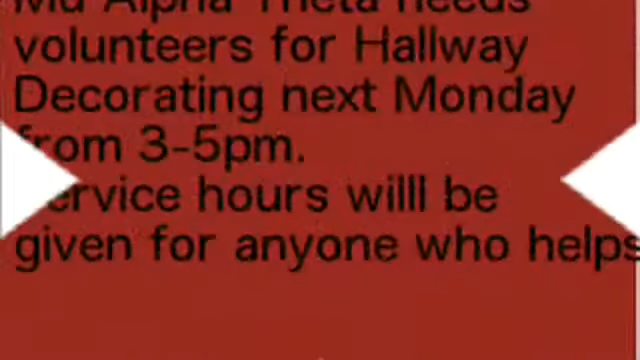 Mu Alpha Theta needs
volunteers for Hallway
Decorating next Monday
from 3-5pm.
ervice hours willl be
given for anyone who helps